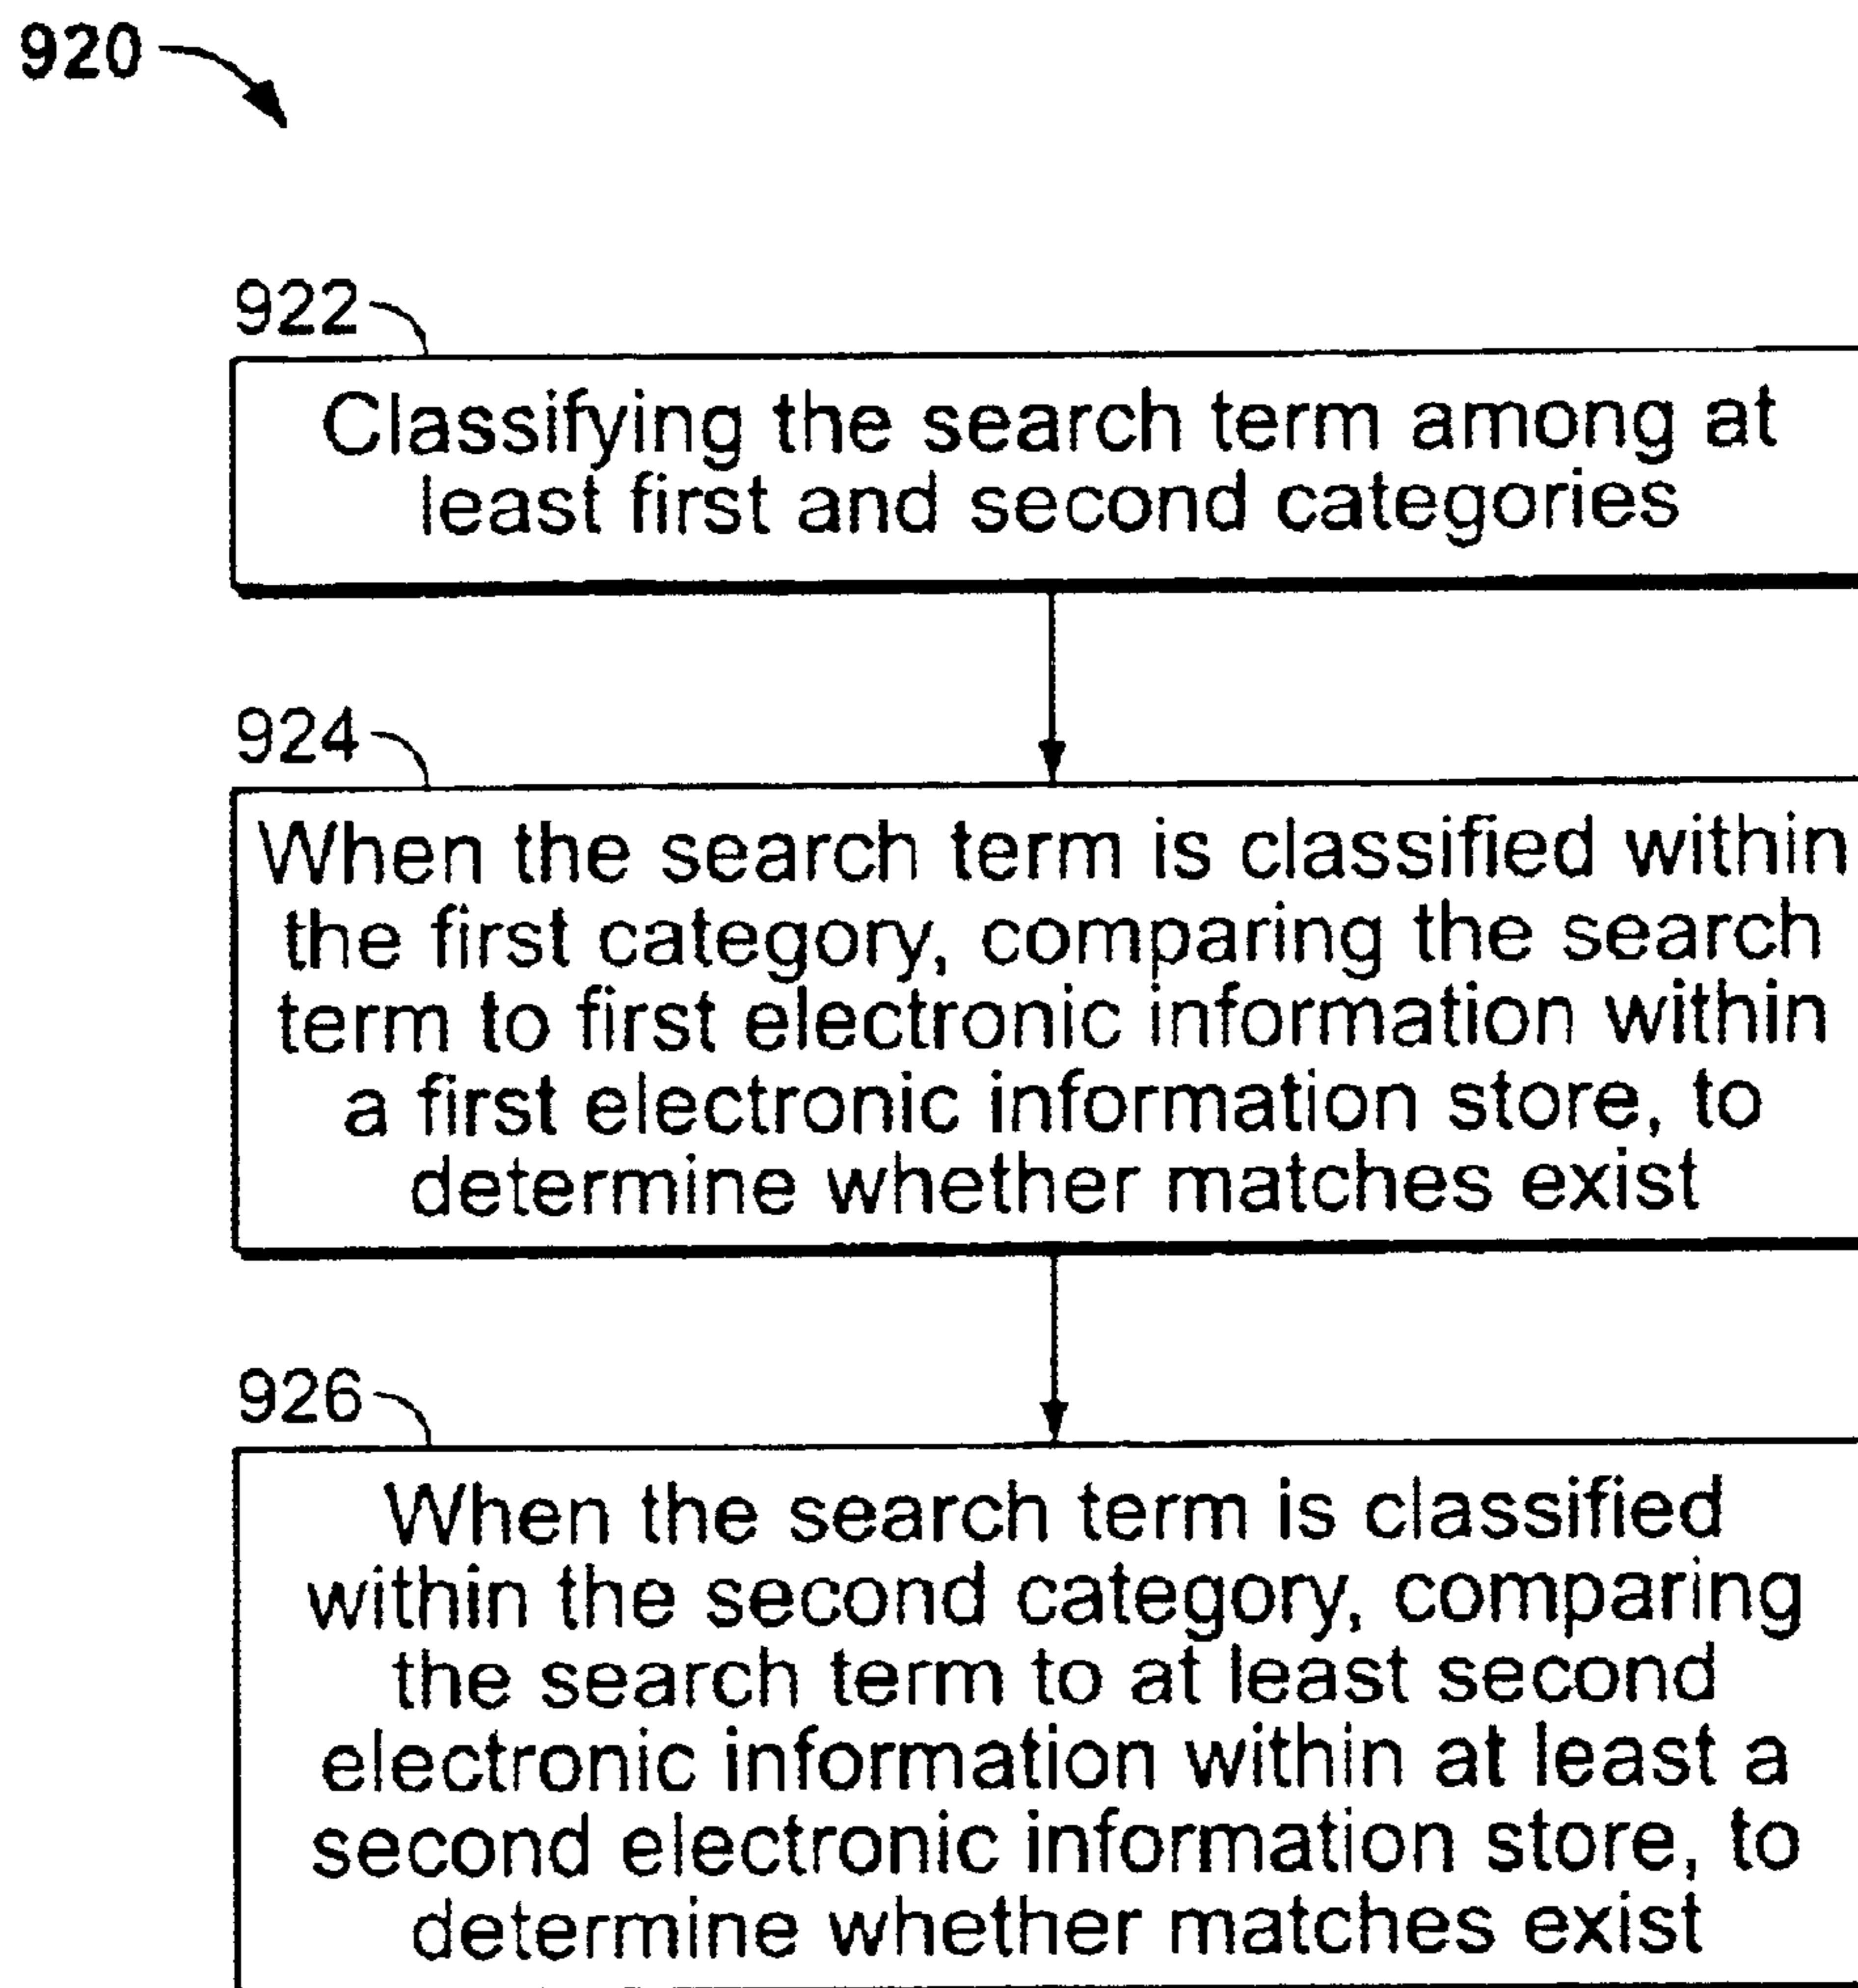 920
922
Classifying the search term among at
least first and second categories
924
When the search term is classified within
the first category, comparing the search
term to first electronic information within
a first electronic information store, to
determine whether matches exist
926
When the search term is classified
within the second category, comparing
the search term to at least second
electronic information within at least a
second electronic information store, to
determine whether matches exist